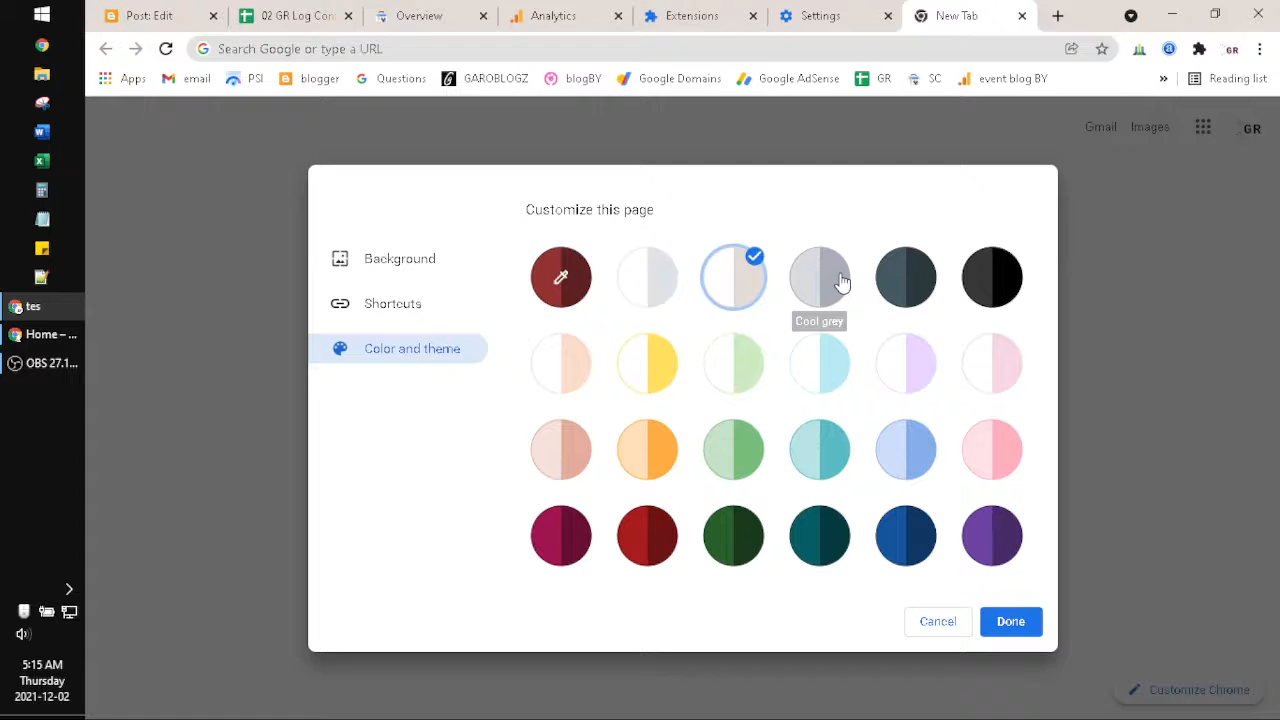 Post: Edit
02 GR Log Con
Overview
Analytics
Extensions
Settings
New Tab
Search Google or type a URL
GR
Apps
email
PSI
blogger
Questions
GAROBLOGZ
blogBY
Google Domains
Google AdSense
GR
SC
event blog BY
»
Reading list
Gmail
Images
GR
Customize this page
Background
Shortcuts
Color and theme
Cool grey
Cancel
Done
Customize Chrome
tes
Home – ...
OBS 27.1...
5:15 AM
Thursday
2021-12-02